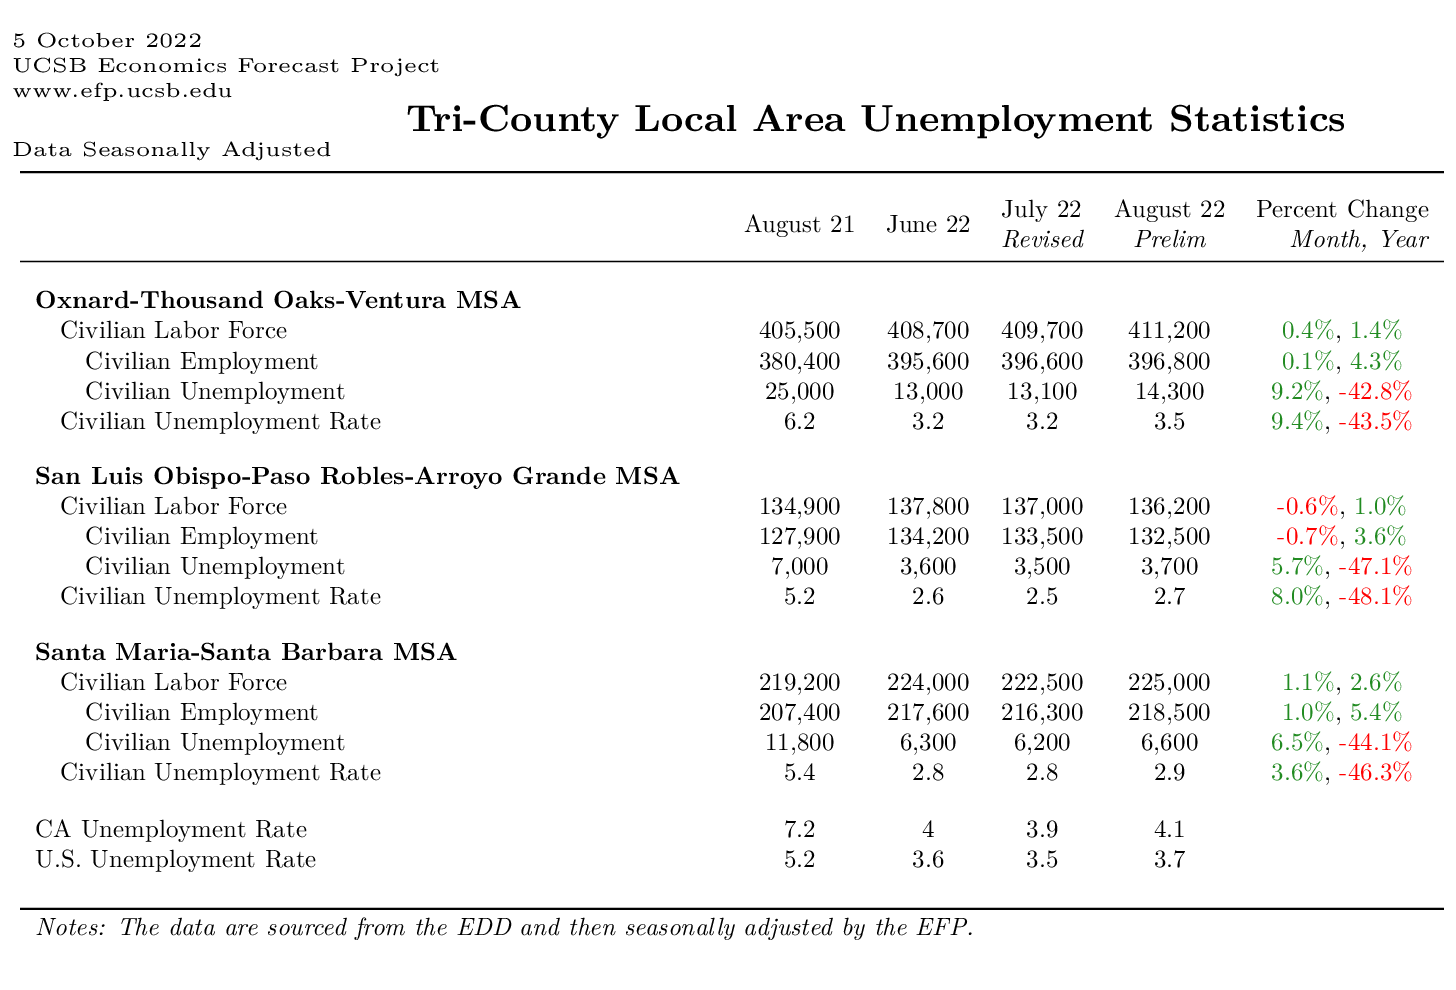 5 October 2022
UCSB Economics Forecast Project
www.efp.ucsb.edu
Tri-County Local Area Unemployment Statistics
Data Seasonally Adjusted
August 21 June 22 July 22 August 22 Percent Change
Revised Prelim Month, Year
Oxnard-Thousand Oaks-Ventura MSA
Civilian Labor Force 405,500 408,700 409,700 411,200 0.4%, 1.4%
Civilian Employment 380,400 395,600 396,600 396,800 0.1%, 4.3%
Civilian Unemployment 25,000 13,000 13,100 14,300 9.2%, -42.8%
Civilian Unemployment Rate 6.2 3.2 3.2 3.5 9.4%, -43.5%
San Luis Obispo-Paso Robles-Arroyo Grande MSA
Civilian Labor Force 134,900 137,800 137,000 136,200 -0.6%, 1.0%
Civilian Employment 127,900 134,200 133,500 132,500 -0.7%, 3.6%
Civilian Unemployment 7,000 3,600 3,500 3,700 5.7%, -47.1%
Civilian Unemployment Rate 5.2 2.6 2.5 2.7 8.0%, -48.1%
Santa Maria-Santa Barbara MSA
Civilian Labor Force 219,200 224,000 222,500 225,000 1.1%, 2.6%
Civilian Employment 207,400 217,600 216,300 218,500 1.0%, 5.4%
Civilian Unemployment 11,800 6,300 6,200 6,600 6.5%, -44.1%
Civilian Unemployment Rate 5.4 2.8 2.8 2.9 3.6%, -46.3%
CA Unemployment Rate 7.2 4 3.9 4.1
U.S. Unemployment Rate 5.2 3.6 3.5 3.7
Notes: The data are sourced from the EDD and then seasonally adjusted by the EFP.